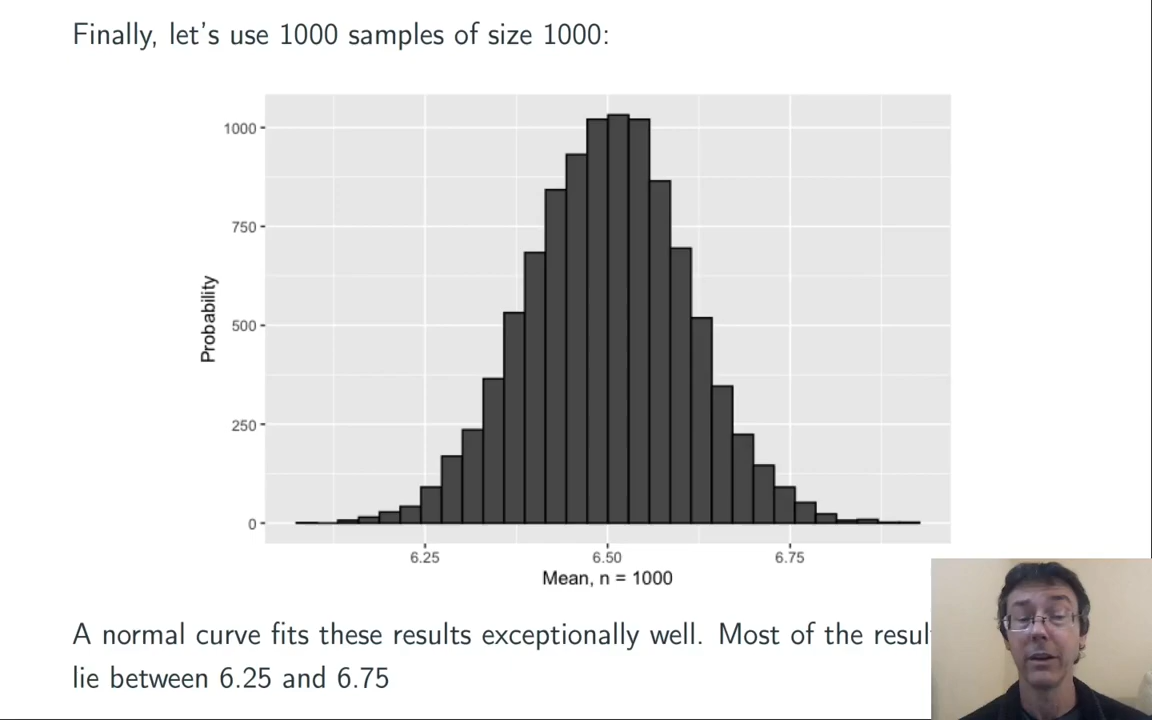 Finally, let's use 1000 samples of size 1000:
1000
750
500
250
0
Probability
6.25
6.50
6.75
Mean, n = 1000
A normal curve fits these results exceptionally well. Most of the
lie between 6.25 and 6.75